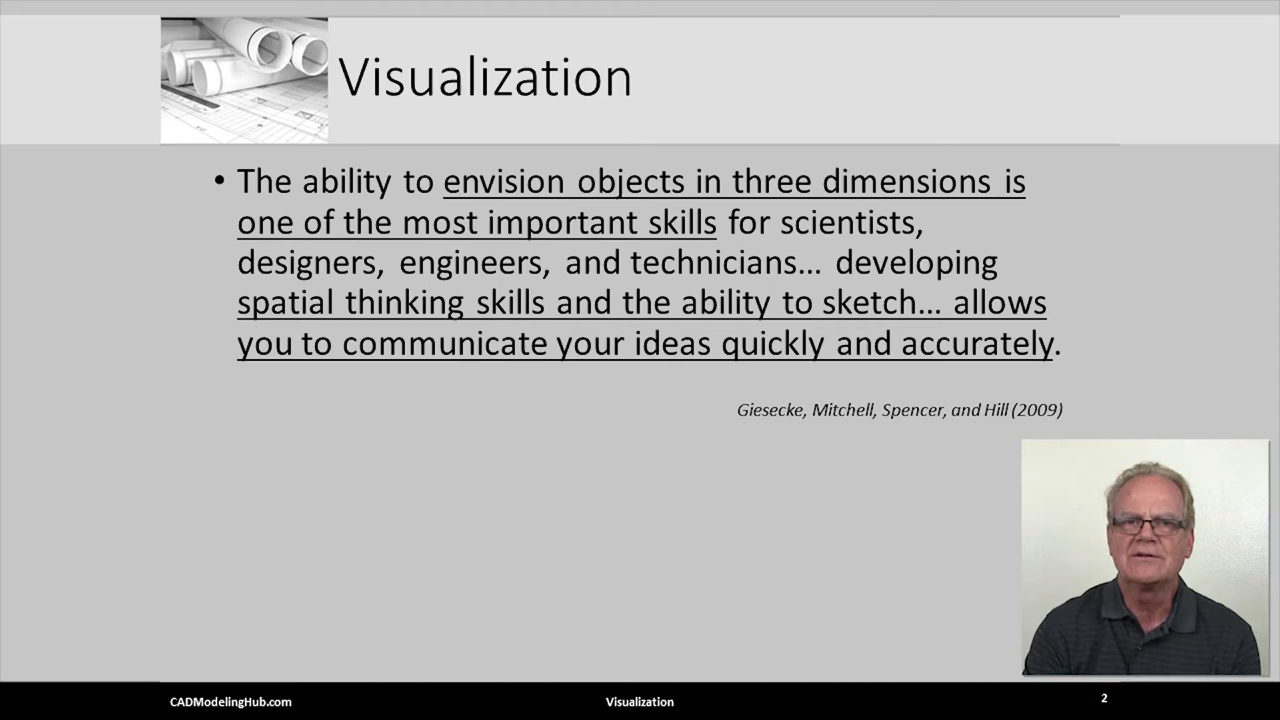 Visualization
• The ability to envision objects in three dimensions is
one of the most important skills for scientists,
designers, engineers, and technicians... developing
spatial thinking skills and the ability to sketch... allows
you to communicate your ideas quickly and accurately.
Giesecke, Mitchell, Spencer, and Hill (2009)
CADModelingHub.com
Visualization
2